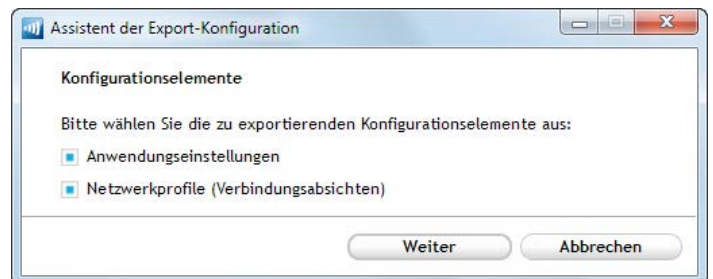 Assistent der Export-Konfiguration
Konfigurationselemente
Bitte wählen Sie die zu exportierenden Konfigurationselemente aus:
Anwendungseinstellungen
Netzwerkprofile (Verbindungsabsichten)
Weiter
Abbrechen